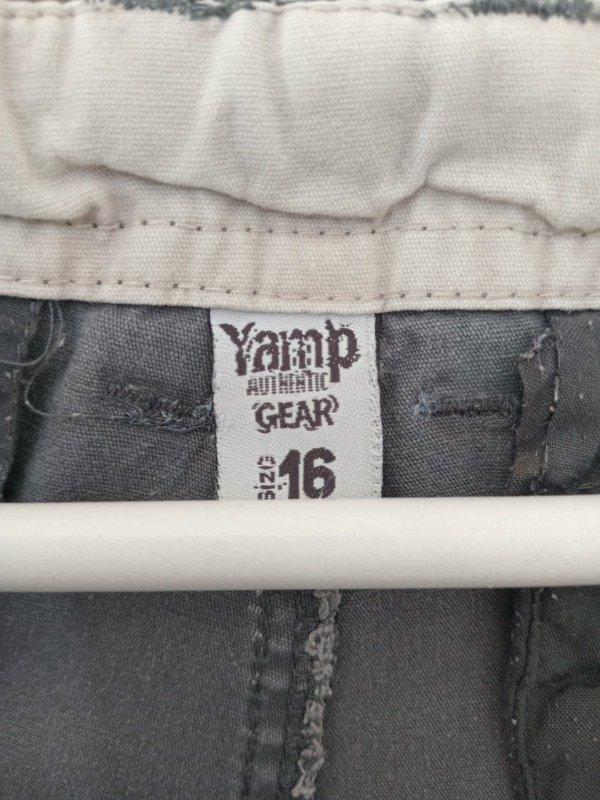 Yamp
AUTHENTIC
GEAR
size 16